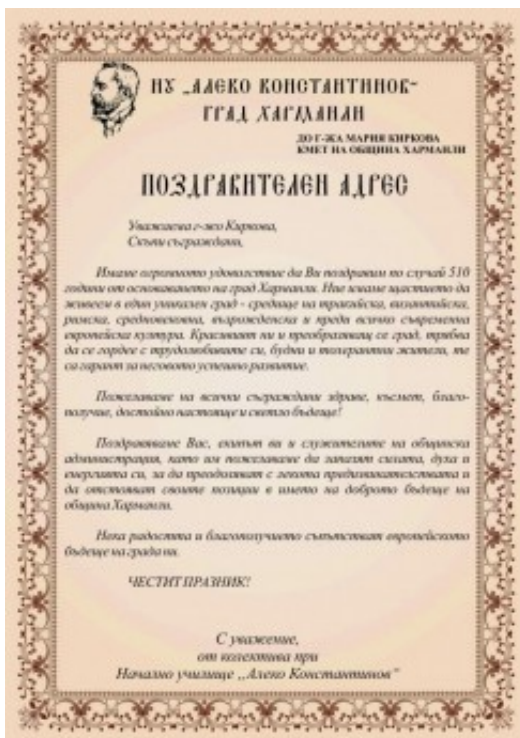 НУ „АЛЕКО КОНСТАНТИНОВ“
ГРАД ХАРМАНЛИ
ДО Г-ЖА МАРИЯ КИРКОВА
КМЕТ НА ОБЩИНА ХАРМАНЛИ
ПОЗДРАВИТЕЛЕН АДРЕС
Уважаема г-жо Киркова,
Скъпи съграждани,
Имаме огромното удоволствие да Ви поздравим по случай 510
години от основаването на град Харманли. Ние имаме щастието да
живеем в един уникален град - средище на тракийска, византийска,
римска, средновековна, възрожденска и преди всичко съвременна
европейска култура. Красивият ни и преобразяващ се град, трябва
да се гордее с трудолюбивите си, будни и толерантни жители, те
са гарант за неговото успешно развитие.
Пожелаваме на всички съграждани здраве, късмет, благо-
получие, достойно настояще и светло бъдеще!
Поздравяваме Вас, екипът ви и служителите на общинска
администрация, като им пожелаваме да запазят силата, духа и
енергията си, за да преодоляват с лекота предизвикателствата и
да отстояват своите позиции в името на доброто бъдеще на
община Харманли.
Нека радостта и благополучието съпътстват европейското
бъдеще на града ни.
ЧЕСТИТ ПРАЗНИК!
С уважение,
от колектива при
Начално училище „Алеко Константинов“